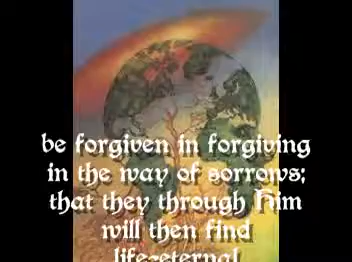 be forgiven in forgiving
in the way of sorrows;
that they through Him
will then find
life-eternal